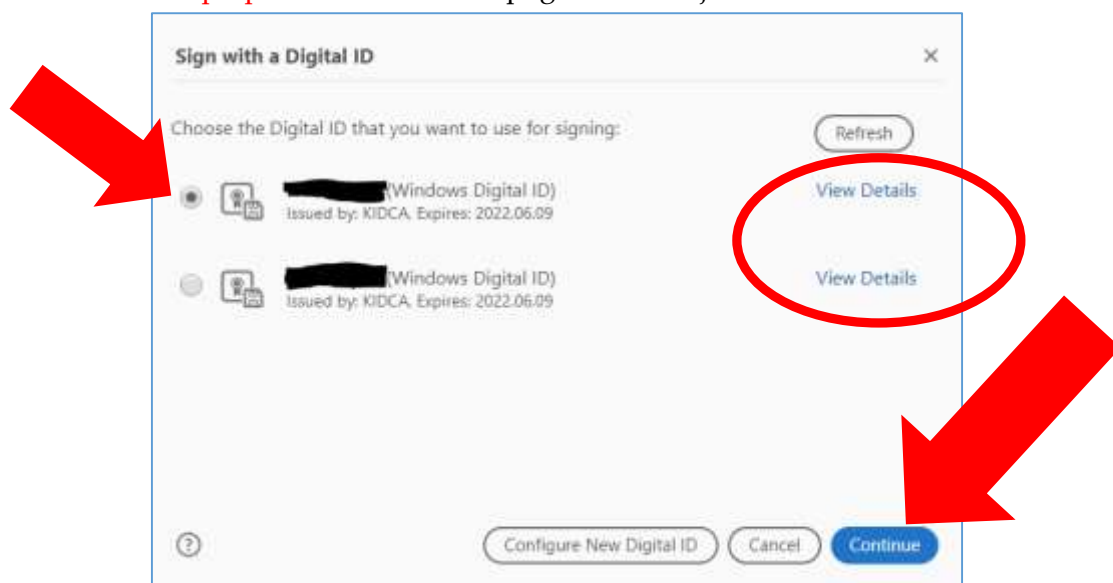 Sign with a Digital ID
Choose the Digital ID that you want to use for signing:
Refresh
(Windows Digital ID)
View Details
Issued by: KIDCA, Expires: 2022.06.09
(Windows Digital ID)
View Details
Issued by: KIDCA, Expires: 2022.06.09
Configure New Digital ID
Cancel
Continue